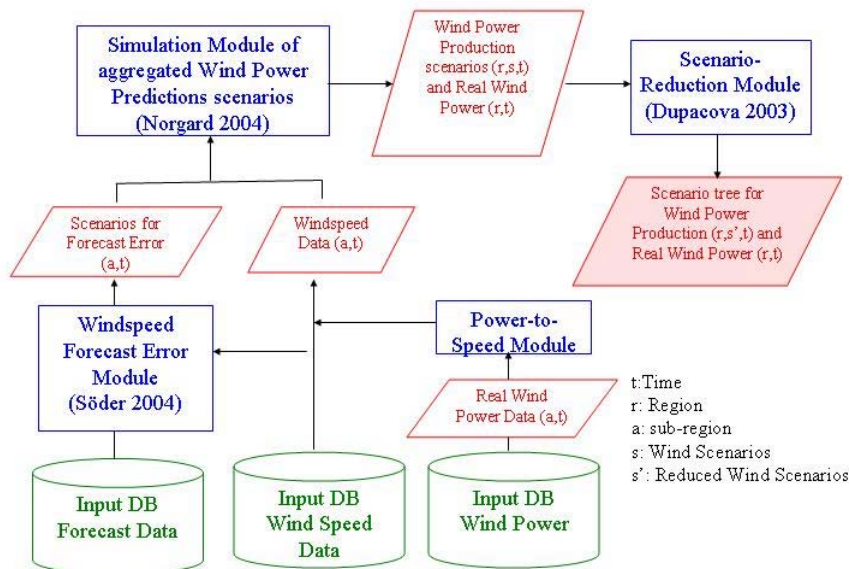 Simulation Module of
aggregated Wind Power
Predictions scenarios
(Norgard 2004)
Wind Power
Production
scenarios (r,s,t)
and Real Wind
Power (r,t)
Scenario-
Reduction Module
(Dupacova 2003)
Scenarios for
Forecast Error
(a,t)
Windspeed
Data (a,t)
Scenario tree for
Wind Power
Production (r,s',t) and
Real Wind Power (r,t)
Windspeed
Forecast Error
Module
(Söder 2004)
Power-to-
Speed Module
Real Wind
Power Data (a,t)
t:Time
r: Region
a: sub-region
s: Wind Scenarios
s': Reduced Wind Scenarios
Input DB
Forecast Data
Input DB
Wind Speed
Data
Input DB
Wind Power